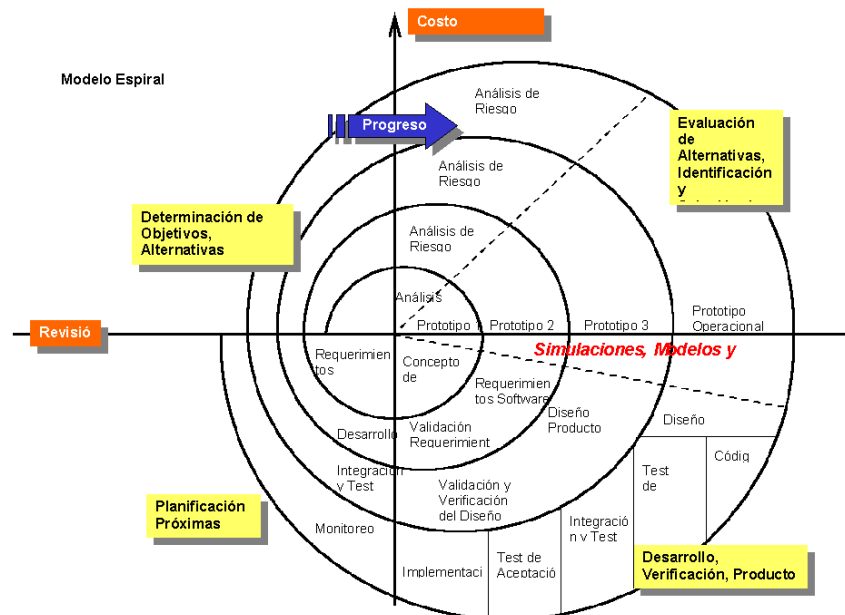 Costo
Modelo Espiral
Análisis de
Riesgo
Progreso
Evaluación
de
Alternativas,
Identificación
y
Análisis de
Riesgo
Determinación de
Objetivos,
Alternativas
Análisis de
Riesgo
Análisis
Prototipo 1
Prototipo 2
Prototipo 3
Prototipo
Operacional
Revisió
Simulaciones, Modelos y
Requerimien
tos
Concepto
de
Requerimien
tos Software
Diseño
Producto
Diseño
Desarrollo
Validación
Requerimient
Integración
y Test
Validación y
Verificación
del Diseño
Test
de
Códig
Planificación
Próximas
Monitoreo
Implementaci
Test de
Aceptació
Integració
n y Test
Desarrollo,
Verificación, Producto